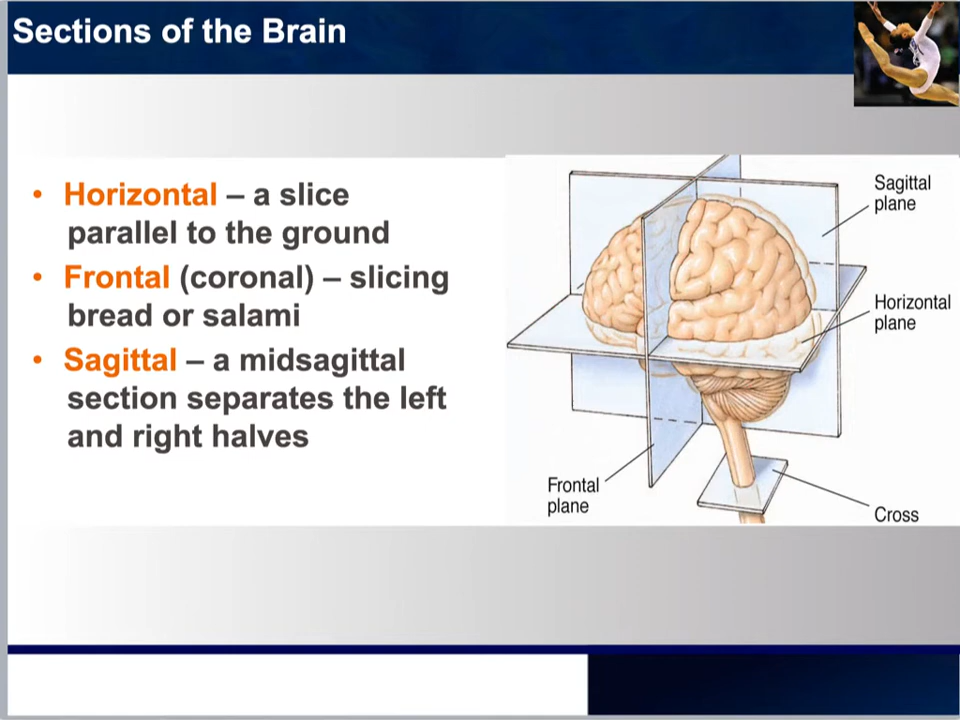 Sections of the Brain
• Horizontal – a slice
parallel to the ground
• Frontal (coronal) – slicing
bread or salami
• Sagittal – a midsagittal
section separates the left
and right halves
Sagittal
plane
Horizontal
plane
Frontal
plane
Cross